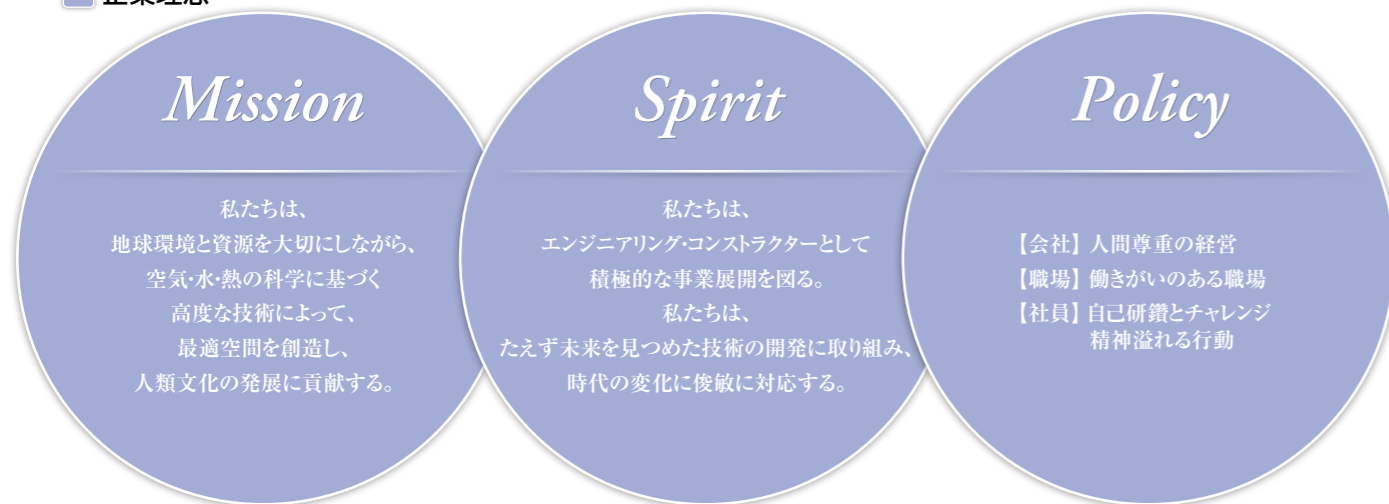 企業理念
Mission
私たちは、
地球環境と資源を大切にしながら、
空気・水・熱の科学に基づく
高度な技術によって、
最適空間を創造し、
人類文化の発展に貢献する。
Spirit
私たちは、
エンジニアリング・コンストラクターとして
積極的な事業展開を図る。
私たちは、
たえず未来を見つめた技術の開発に取り組み、
時代の変化に俊敏に対応する。
Policy
【会社】人間尊重の経営
【職場】働きがいのある職場
【社員】自己研鑽とチャレンジ
精神溢れる行動